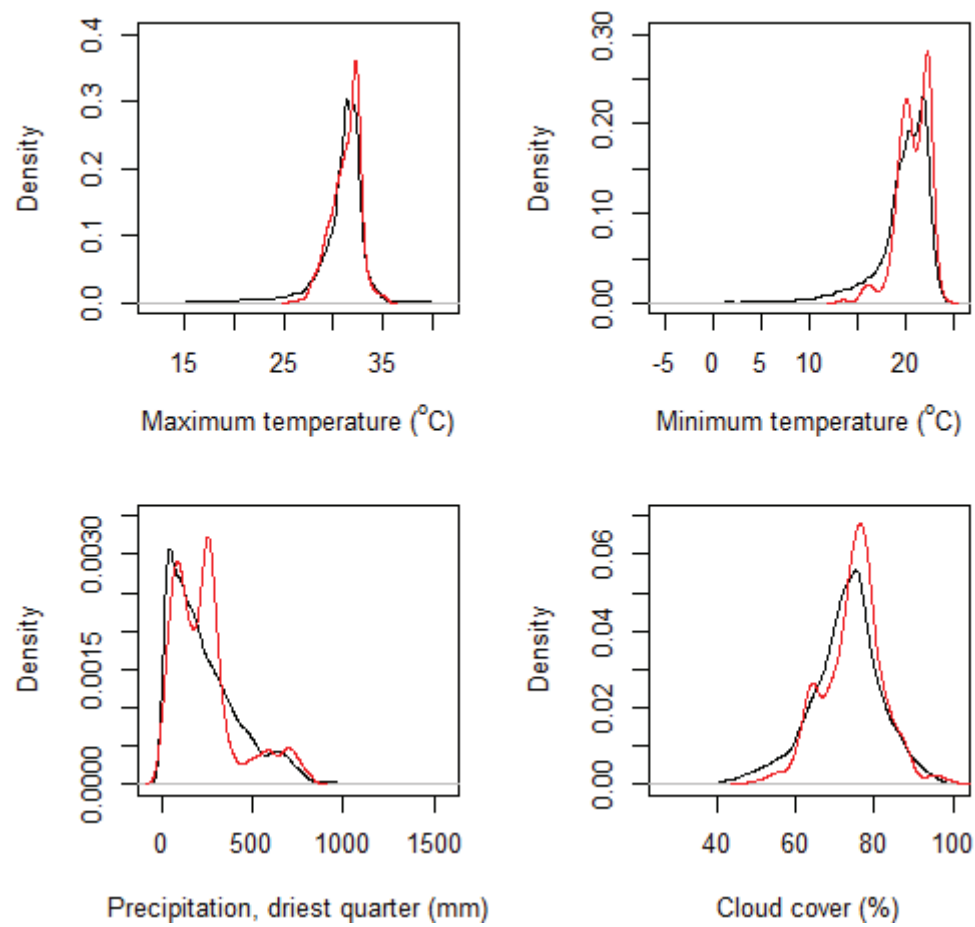 Density
0.0 0.1 0.2 0.3 0.4
15 25 35
Maximum temperature (°C)
Density
0.00 0.10 0.20 0.30
-5 0 5 10 20
Minimum temperature (°C)
Density
0.0000 0.0015 0.0030
0 500 1000 1500
Precipitation, driest quarter (mm)
Density
0.00 0.02 0.04 0.06
40 60 80 100
Cloud cover (%)